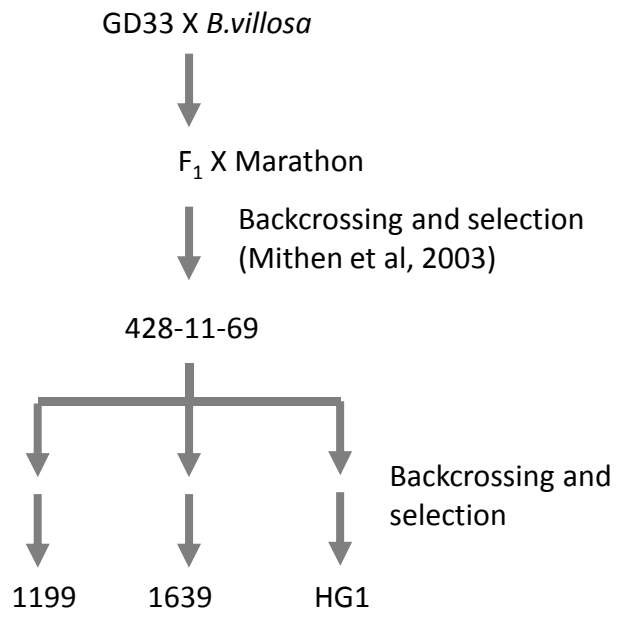 GD33 X B.villosa
F₁ X Marathon
Backcrossing and selection
(Mithen et al, 2003)
428-11-69
Backcrossing and
selection
1199 1639 HG1